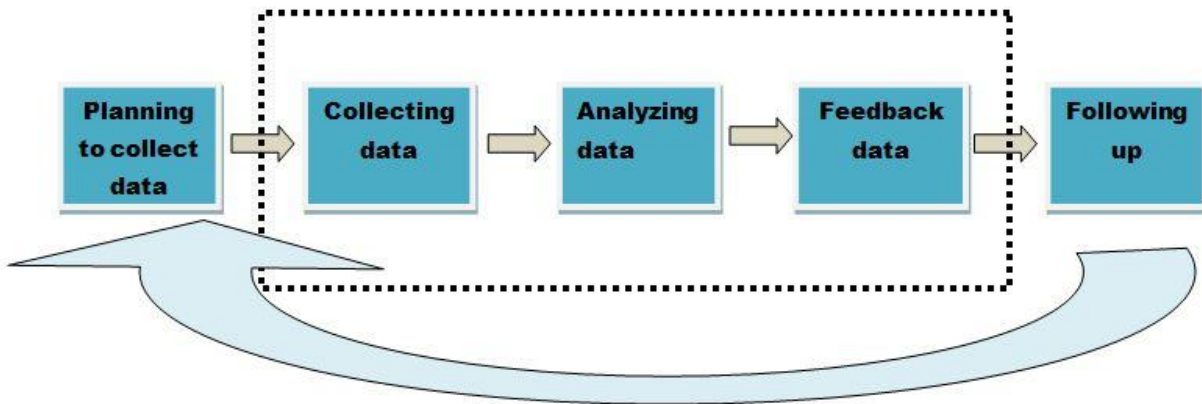 Planning
to collect
data
Collecting
data
Analyzing
data
Feedback
data
Following
up